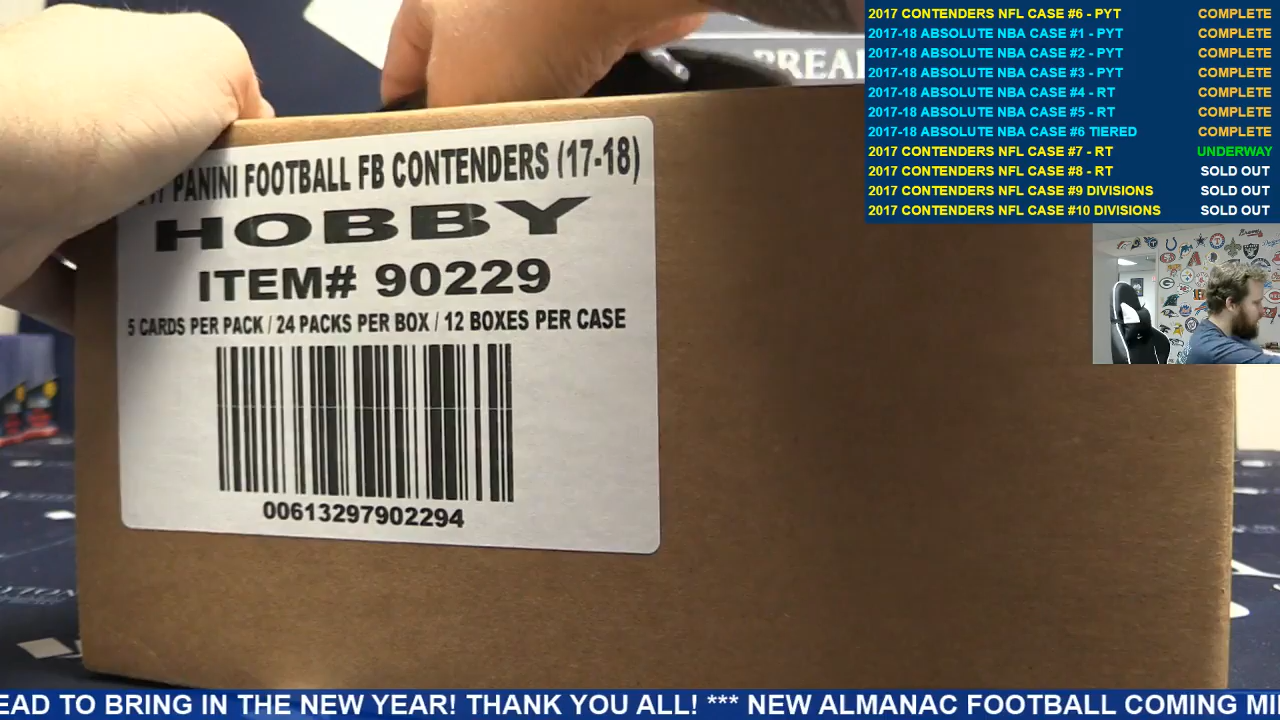 2017 CONTENDERS NFL CASE #6 - PYT COMPLETE
2017-18 ABSOLUTE NBA CASE #1 - PYT COMPLETE
2017-18 ABSOLUTE NBA CASE #2 - PYT COMPLETE
2017-18 ABSOLUTE NBA CASE #3 - PYT COMPLETE
2017-18 ABSOLUTE NBA CASE #4 - RT COMPLETE
2017-18 ABSOLUTE NBA CASE #5 - RT COMPLETE
2017-18 ABSOLUTE NBA CASE #6 TIERED COMPLETE
2017 CONTENDERS NFL CASE #7 - RT UNDERWAY
2017 CONTENDERS NFL CASE #8 - RT SOLD OUT
2017 CONTENDERS NFL CASE #9 DIVISIONS SOLD OUT
2017 CONTENDERS NFL CASE #10 DIVISIONS SOLD OUT
PANINI FOOTBALL FB CONTENDERS (17-18)
HOBBY
ITEM# 90229
5 CARDS PER PACK / 24 PACKS PER BOX / 12 BOXES PER CASE
00613297902294
TO BRING IN THE NEW YEAR! THANK YOU ALL! *** NEW ALMANAC FOOTBALL COMING